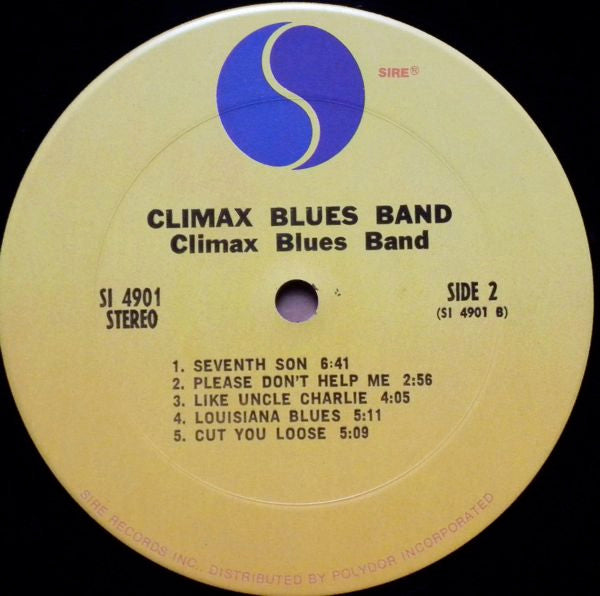 SIRE®
CLIMAX BLUES BAND
Climax Blues Band
SI 4901
STEREO
SIDE 2
(SI 4901 B)
1. SEVENTH SON 6:41
2. PLEASE DON'T HELP ME 2:56
3. LIKE UNCLE CHARLIE 4:05
4. LOUISIANA BLUES 5:11
5. CUT YOU LOOSE 5:09
SIRE RECORDS INC., DISTRIBUTED BY POLYDOR INCORPORATED